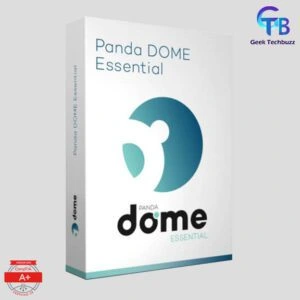 TB
Geek Techbuzz
Panda DOME
Essential
Panda DOME Essential
PANDA
dome
ESSENTIAL
A+